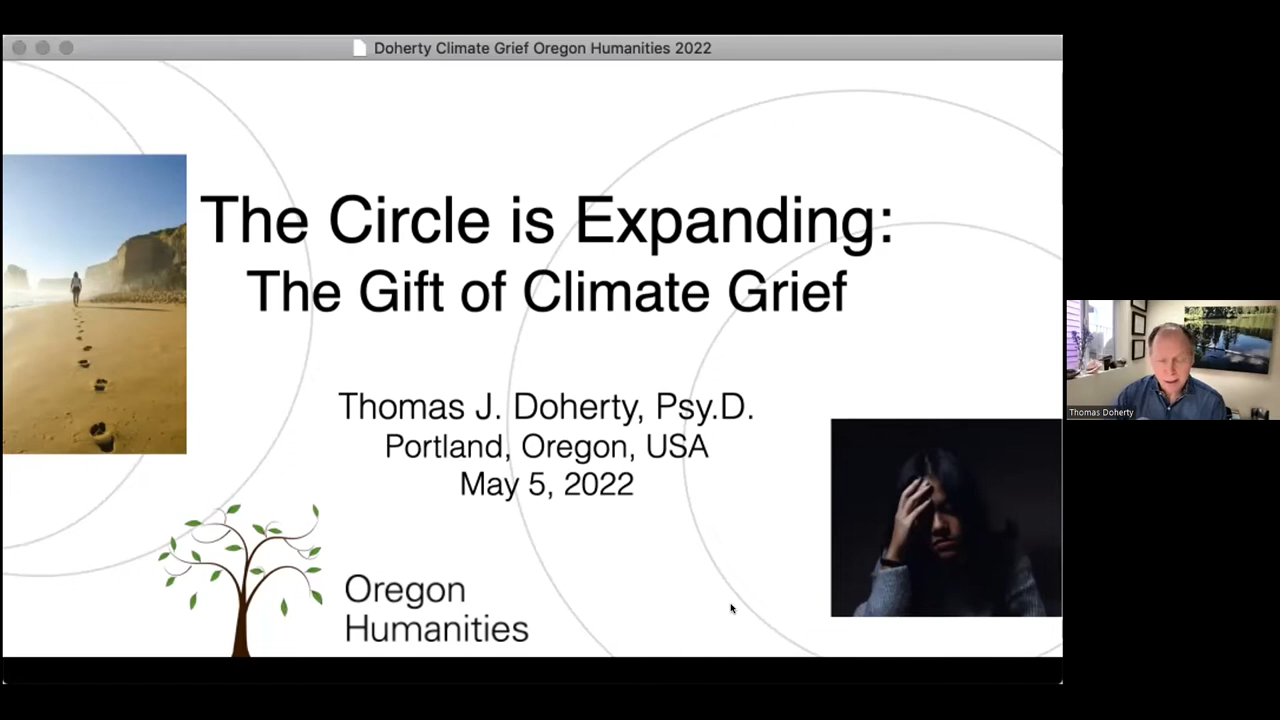 Doherty Climate Grief Oregon Humanities 2022
The Circle is Expanding:
The Gift of Climate Grief
Thomas J. Doherty, Psy.D.
Portland, Oregon, USA
May 5, 2022
Oregon
Humanities
Thomas Doherty